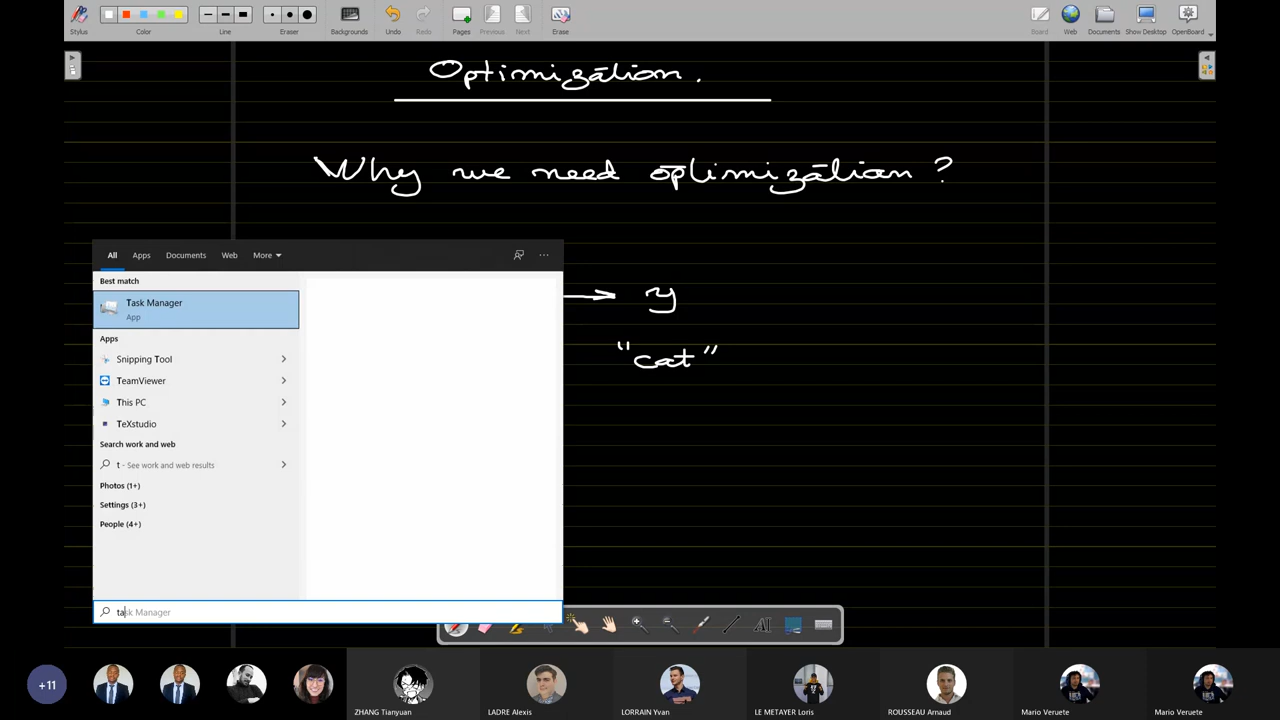 Stylus
Color
Line
Eraser
Backgrounds
Undo
Redo
Pages
Previous
Next
Erase
Board
Web
Documents
Show Desktop
OpenBoard
Optimization.
Why we need optimization ?
All
Apps
Documents
Web
More
Best match
Task Manager
App
Apps
Snipping Tool
TeamViewer
This PC
TeXstudio
Search work and web
t - See work and web results
Photos (1+)
Settings (3+)
People (4+)
task Manager
y
"cat"
+11
ZHANG Tianyuan
LADRE Alexis
LORRAIN Yvan
LE METAYER Loris
ROUSSEAU Arnaud
Mario Veruete
Mario Veruete